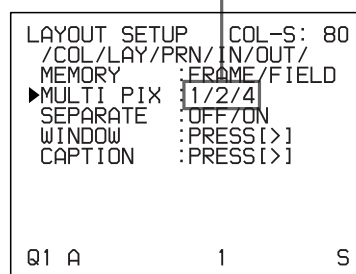 LAYOUT SETUP COL-S: 80
/COL/LAY/PRN/IN/OUT/
MEMORY :FRAME/FIELD
▶MULTI PIX :1/2/4
SEPARATE :OFF/ON
WINDOW :PRESS[>]
CAPTION :PRESS[>]
Q1 A 1 S